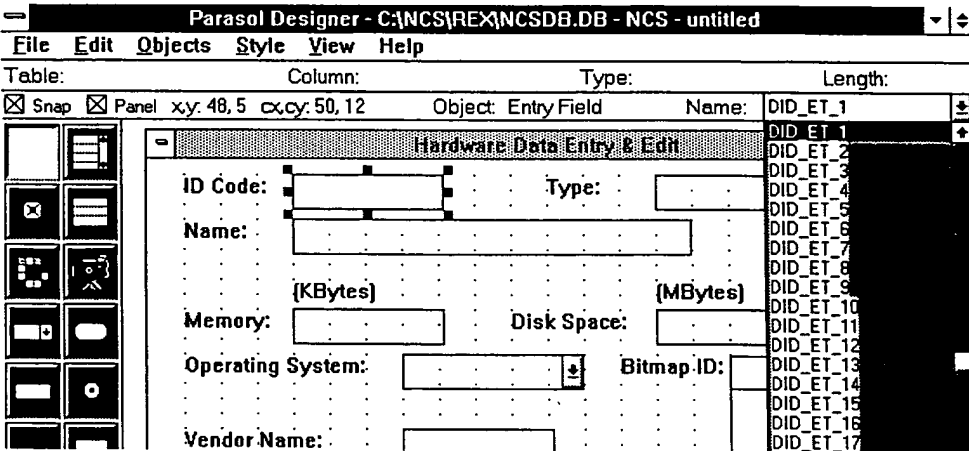 Parasol Designer - C:\NCS\REX\NCSDB.DB - NCS - untitled
File Edit Objects Style View Help
Table: Column: Type: Length:
Snap Panel x,y: 48, 5 cx,cy: 50, 12 Object: Entry Field Name: DID_ET_1
Hardware Data Entry & Edit
ID Code: Type:
Name:
(KBytes) (MBytes)
Memory: Disk Space:
Operating System: Bitmap ID:
Vendor Name:
DID_ET_1
DID_ET_2
DID_ET_3
DID_ET_4
DID_ET_5
DID_ET_6
DID_ET_7
DID_ET_8
DID_ET_9
DID_ET_10
DID_ET_11
DID_ET_12
DID_ET_13
DID_ET_14
DID_ET_15
DID_ET_16
DID_ET_17